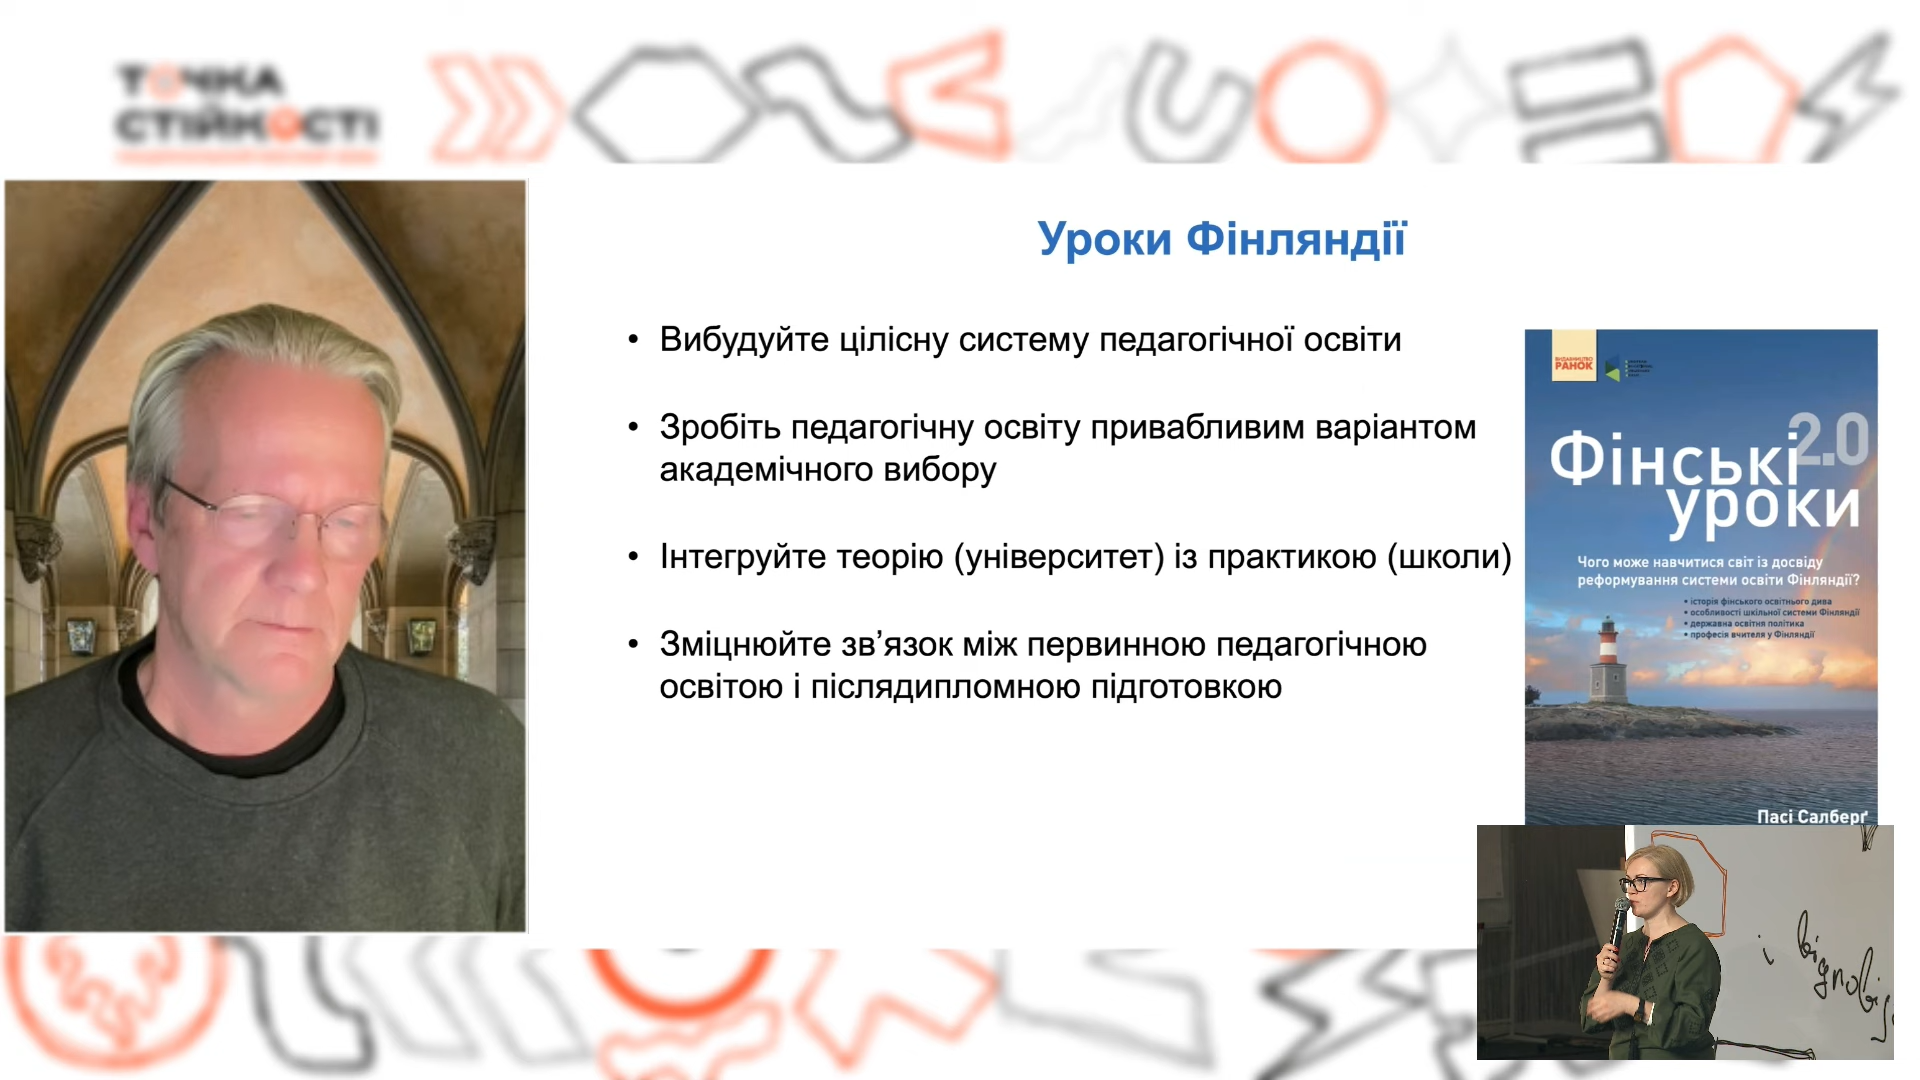 ТОЧКА
СТІЙКОСТІ
Уроки Фінляндії
• Вибудуйте цілісну систему педагогічної освіти
• Зробіть педагогічну освіту привабливим варіантом
академічного вибору
• Інтегруйте теорію (університет) із практикою (школи)
• Зміцнюйте зв’язок між первинною педагогічною
освітою і післядипломною підготовкою
ВИДАВНИЦТВО
РАНОК
Фінські 2.0
уроки
Чого може навчитися світ із досвіду
реформування системи освіти Фінляндії?
• історія фінського освітнього дива
• особливості шкільної системи Фінляндії
• державна освітня політика
• професія вчителя у Фінляндії
Пасі Салберґ
і